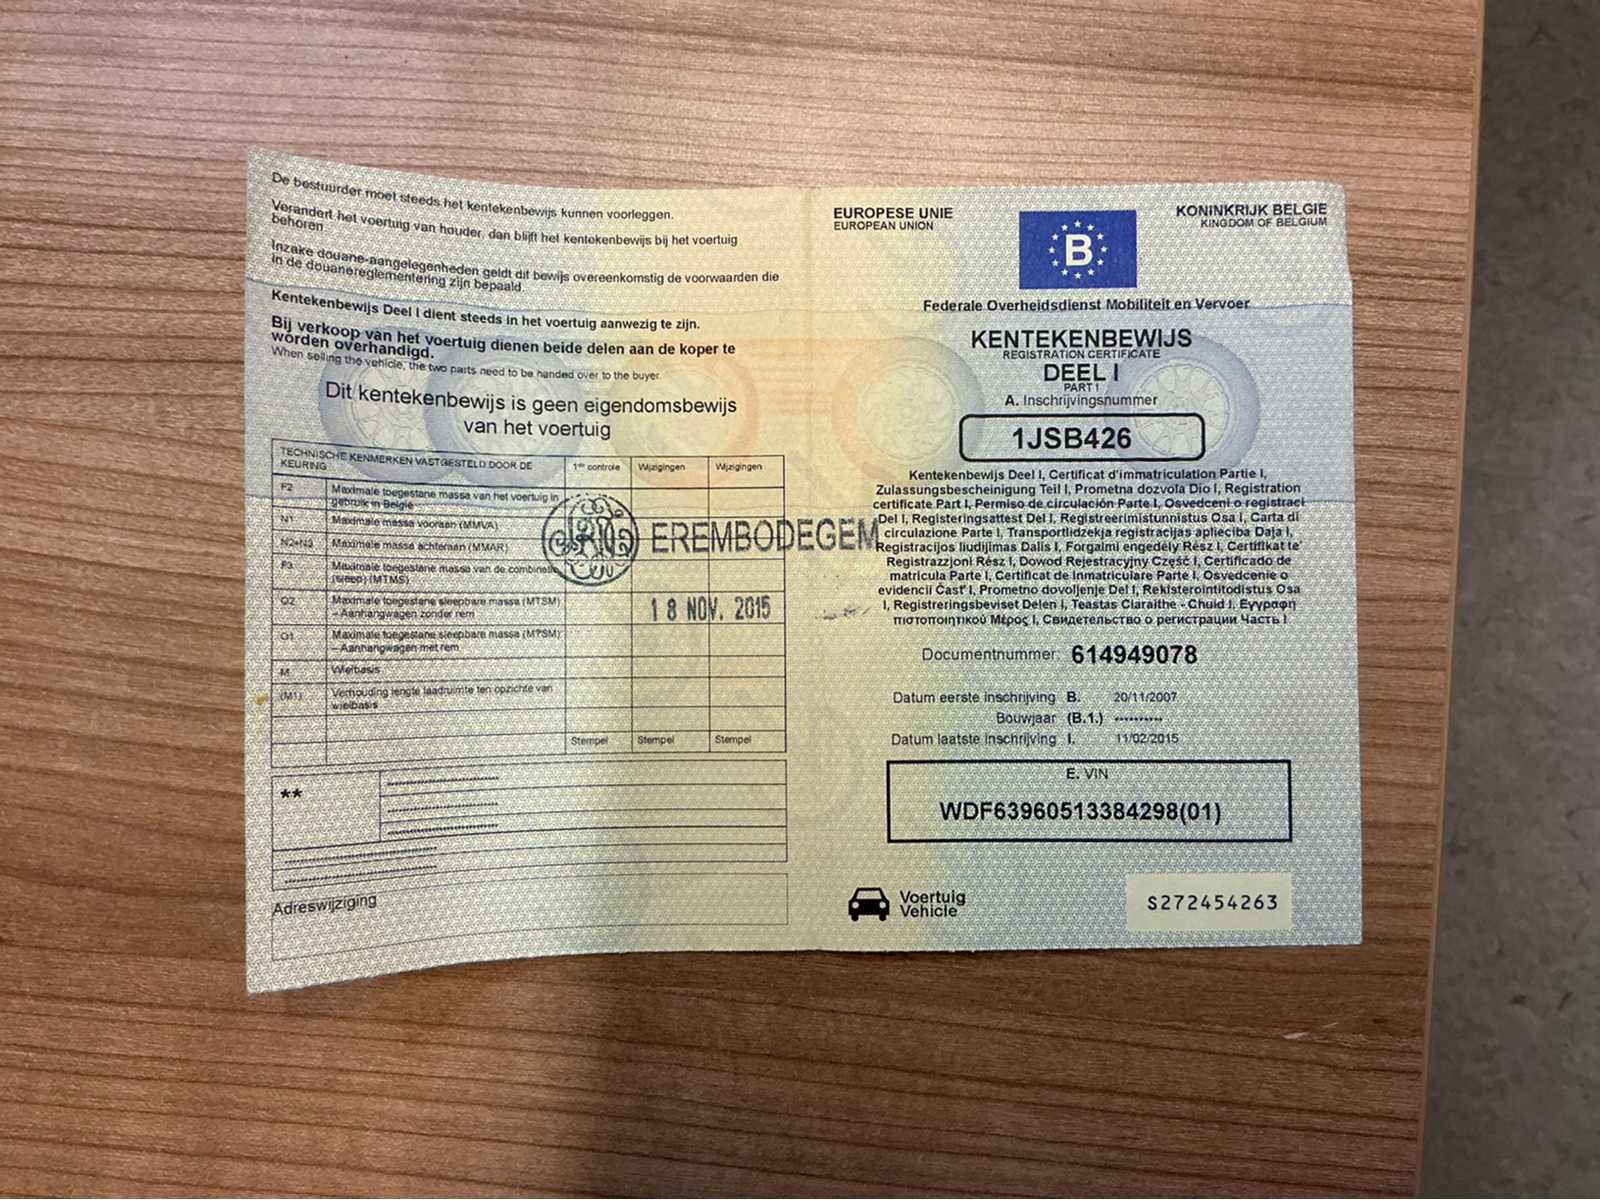 De bestuurder moet steeds het kentekenbewijs kunnen voorleggen.
Verandert het voertuig van houder, dan blijft het kentekenbewijs bij het voertuig
behoren.
Inzake douane-aangelegenheden geldt dit bewijs overeenkomstig de voorwaarden die
in de douanereglementering zijn bepaald.
Kentekenbewijs Deel I dient steeds in het voertuig aanwezig te zijn.
Bij verkoop van het voertuig dienen beide delen aan de koper te
worden overhandigd.
When selling the vehicle, the two parts need to be handed over to the buyer.
Dit kentekenbewijs is geen eigendomsbewijs
van het voertuig
TECHNISCHE KENMERKEN VASTGESTELD DOOR DE
KEURING
1ste controle
Wijzigingen
Wijzigingen
F2 Maximale toegestane massa van het voertuig in
gebruik in België
N1 Maximale massa vooraan (MMVA)
N2+N3 Maximale massa achteraan (MMAR)
F3 Maximale toegestane massa van de combinatie
(sleep) (MTMS)
O2 Maximale toegestane sleepbare massa (MTSM)
– Aanhangwagen zonder rem
O1 Maximale toegestane sleepbare massa (MTSM)
– Aanhangwagen met rem
M Wielbasis
(M1) Verhouding lengte laadruimte ten opzichte van
wielbasis
Stempel Stempel Stempel
EREMBODEGEM
18 NOV. 2015
**
Adreswijziging
EUROPESE UNIE
EUROPEAN UNION
B
KONINKRIJK BELGIE
KINGDOM OF BELGIUM
Federale Overheidsdienst Mobiliteit en Vervoer
KENTEKENBEWIJS
REGISTRATION CERTIFICATE
DEEL I
PART I
A. Inschrijvingsnummer
1JSB426
Kentekenbewijs Deel I, Certificat d'immatriculation Partie I,
Zulassungsbescheinigung Teil I, Prometna dozvola Dio I, Registration
certificate Part I, Permiso de circulación Parte I, Osvedceni o registraci
Del I, Registeringsattest Del I, Registreerimistunnistus Osa I, Carta di
circulazione Parte I, Transportlidzekja registracijas aplieciba Daja I,
Registracijos liudijimas Dalis I, Forgalmi engedély Rész I, Certifikat ta'
Registrazzjoni Rész I, Dowod Rejestracyjny Część I, Certificado de
matricula Parte I, Certificat de Inmatriculare Parte I, Osvedcenie o
evidencii Čast' I, Prometno dovoljenje Del I, Rekisterointitodistus Osa
I, Registreringsbeviset Delen I, Teastas Claraithe - Chuid I, Εγγραφη
πιστοποιητικού Μέρος I, Свидетельство о регистрации Часть I
Documentnummer: 614949078
Datum eerste inschrijving B. 20/11/2007
Bouwjaar (B.1.) **********
Datum laatste inschrijving I. 11/02/2015
E. VIN
WDF63960513384298(01)
Voertuig
Vehicle
S272454263